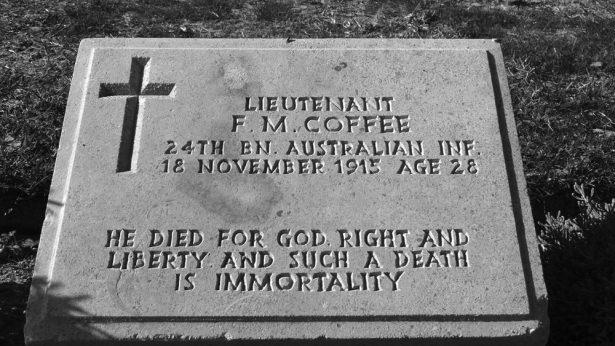 LIEUTENANT
F. M. COFFEE
24TH BN. AUSTRALIAN INF.
18 NOVEMBER 1915 AGE 28
HE DIED FOR GOD, RIGHT AND
LIBERTY AND SUCH A DEATH
IS IMMORTALITY